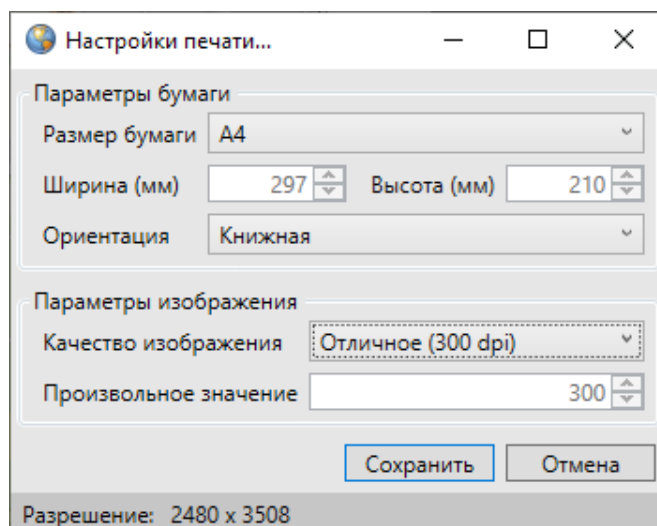 Настройки печати...
Параметры бумаги
Размер бумаги A4
Ширина (мм) 297 Высота (мм) 210
Ориентация Книжная
Параметры изображения
Качество изображения Отличное (300 dpi)
Произвольное значение 300
Сохранить Отмена
Разрешение: 2480 x 3508